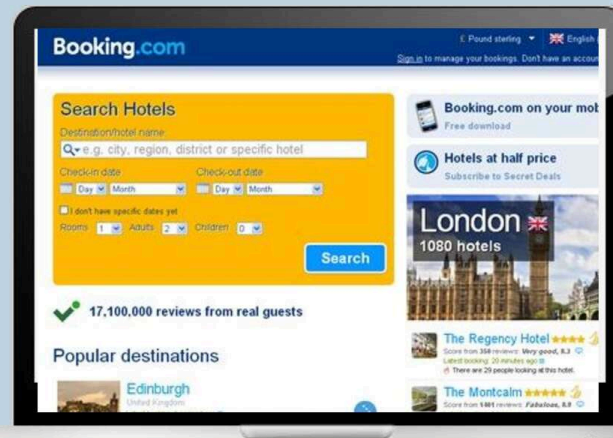 Booking.com
£ Pound sterling
English
Sign in to manage your bookings. Don't have an accoun
Search Hotels
Destination/hotel name:
e.g. city, region, district or specific hotel
Check-in date
Check-out date
Day Month
Day Month
I don't have specific dates yet
Rooms 1 Adults 2 Children 0
Search
17,100,000 reviews from real guests
Popular destinations
Edinburgh
United Kingdom
Booking.com on your mob
Free download
Hotels at half price
Subscribe to Secret Deals
London
1080 hotels
The Regency Hotel
Score from 350 reviews: Very good, 8.3
Latest booking: 20 minutes ago
There are 29 people looking at this hotel.
The Montcalm
Score from 1401 reviews: Fabulous, 8.8